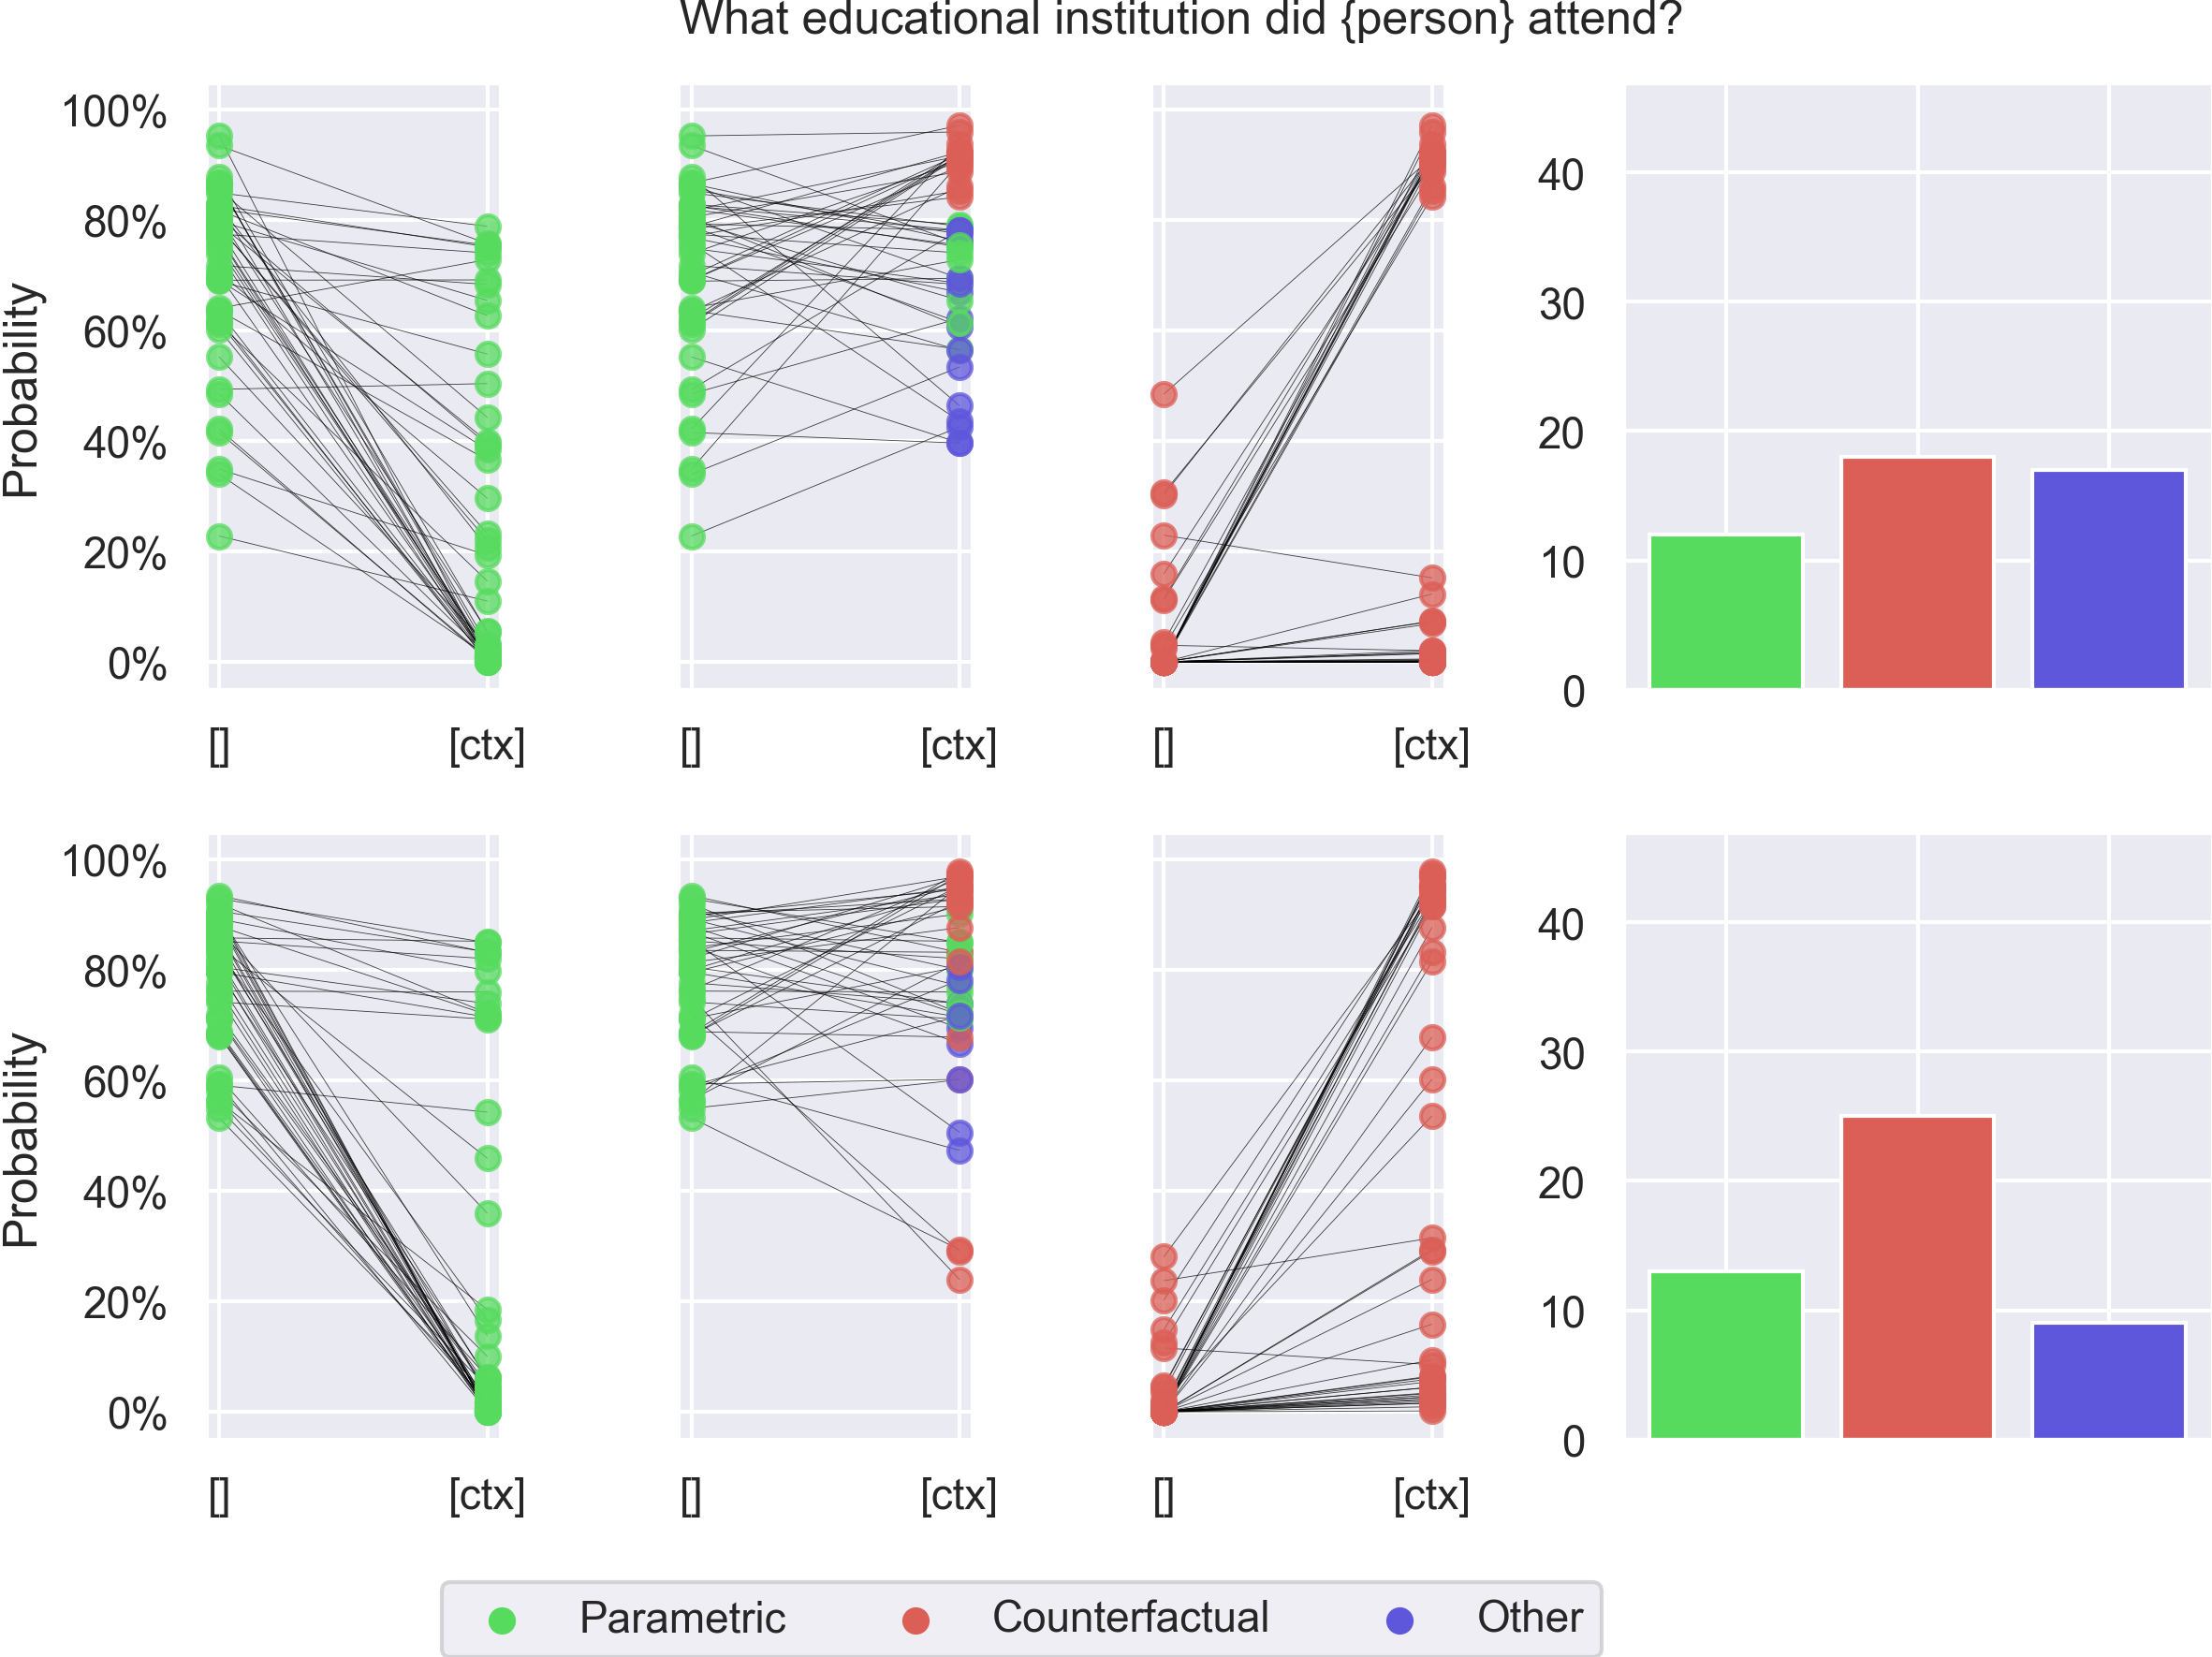 What educational institution did {person} attend?
100%
80%
60%
40%
20%
0%
Probability
[]
[ctx]
[]
[ctx]
[]
[ctx]
40
30
20
10
0
100%
80%
60%
40%
20%
0%
Probability
[]
[ctx]
[]
[ctx]
[]
[ctx]
40
30
20
10
0
Parametric
Counterfactual
Other